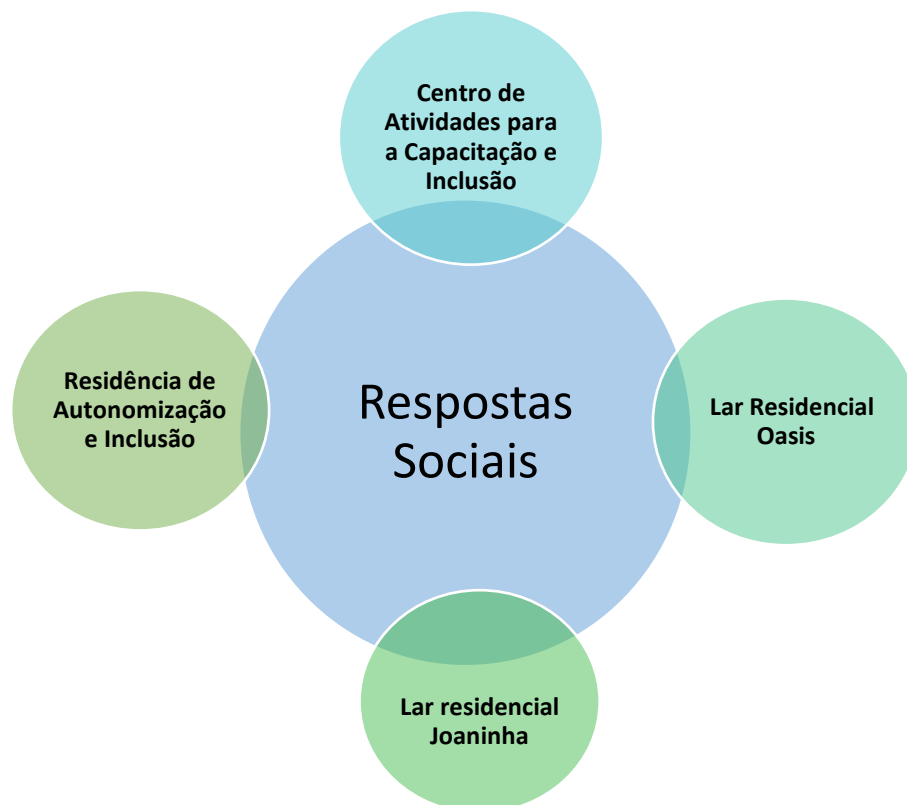 Centro de
Atividades para
a Capacitação e
Inclusão
Residência de
Autonomização
e Inclusão
Respostas
Sociais
Lar Residencial
Oasis
Lar residencial
Joaninha